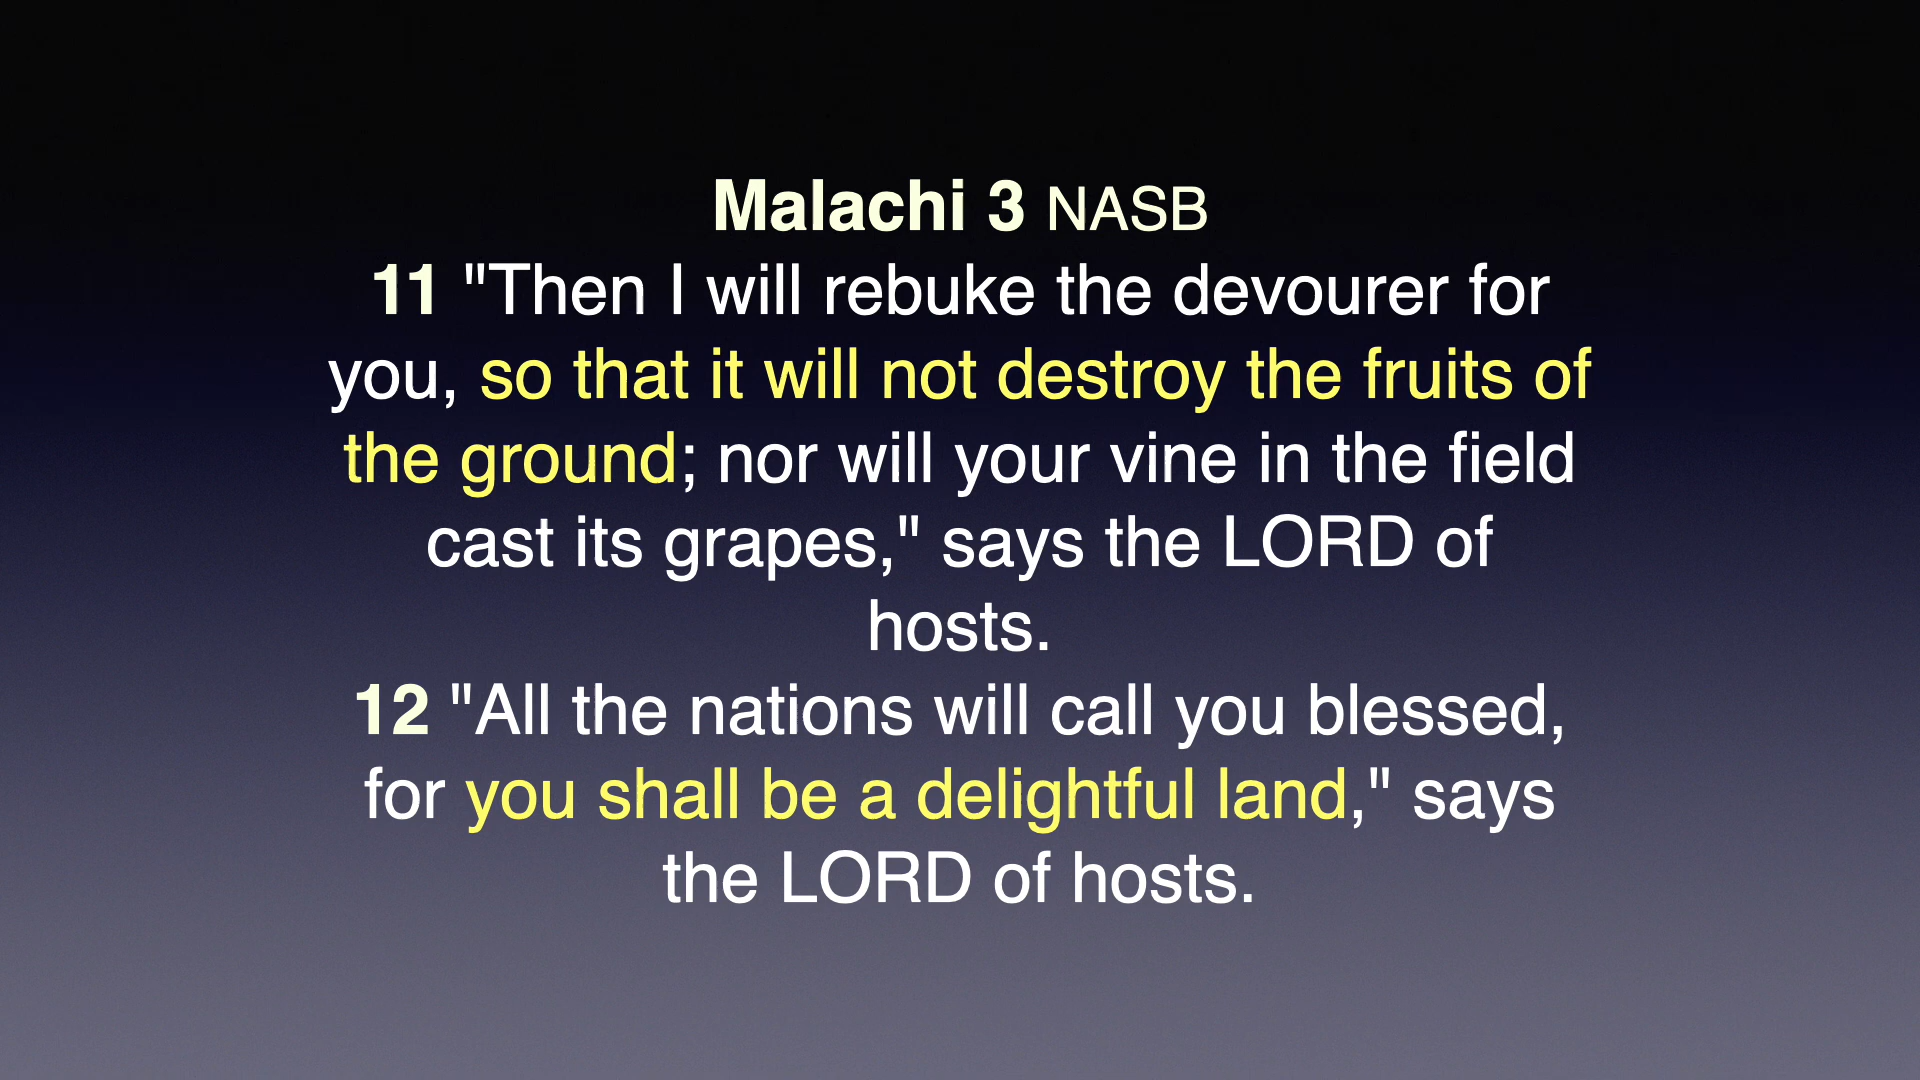 Malachi 3 NASB
11 "Then I will rebuke the devourer for
you, so that it will not destroy the fruits of
the ground; nor will your vine in the field
cast its grapes," says the LORD of
hosts.
12 "All the nations will call you blessed,
for you shall be a delightful land," says
the LORD of hosts.